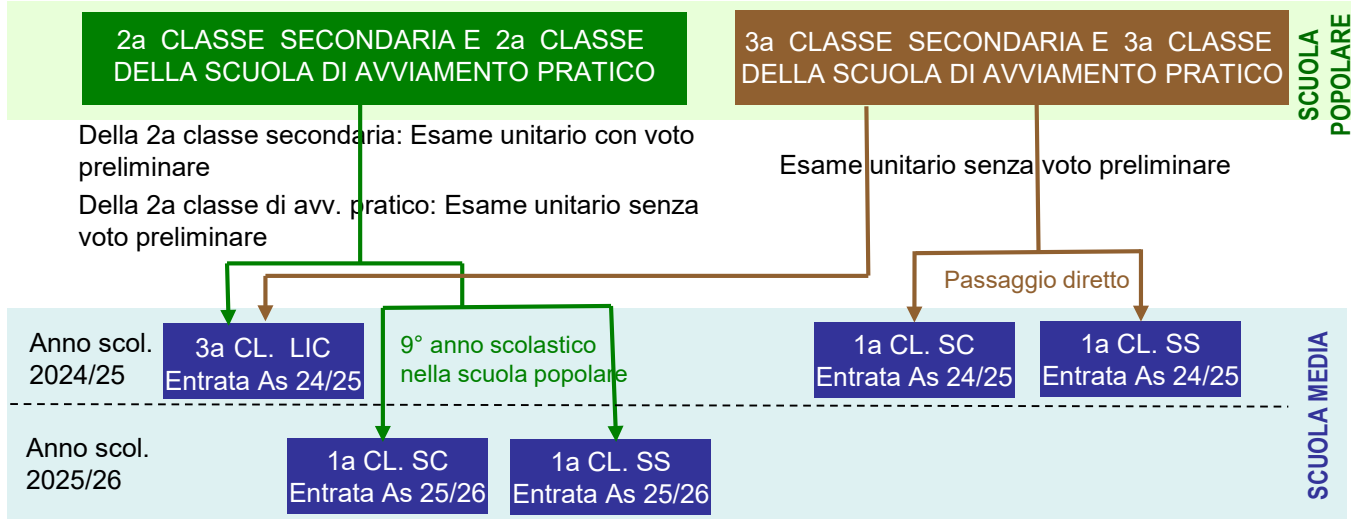 2a CLASSE SECONDARIA E 2a CLASSE
DELLA SCUOLA DI AVVIAMENTO PRATICO
3a CLASSE SECONDARIA E 3a CLASSE
DELLA SCUOLA DI AVVIAMENTO PRATICO
SCUOLA
POPOLARE
Della 2a classe secondaria: Esame unitario con voto
preliminare
Della 2a classe di avv. pratico: Esame unitario senza
voto preliminare
Esame unitario senza voto preliminare
Passaggio diretto
Anno scol.
2024/25
3a CL. LIC
Entrata As 24/25
9° anno scolastico
nella scuola popolare
1a CL. SC
Entrata As 24/25
1a CL. SS
Entrata As 24/25
SCUOLA MEDIA
Anno scol.
2025/26
1a CL. SC
Entrata As 25/26
1a CL. SS
Entrata As 25/26